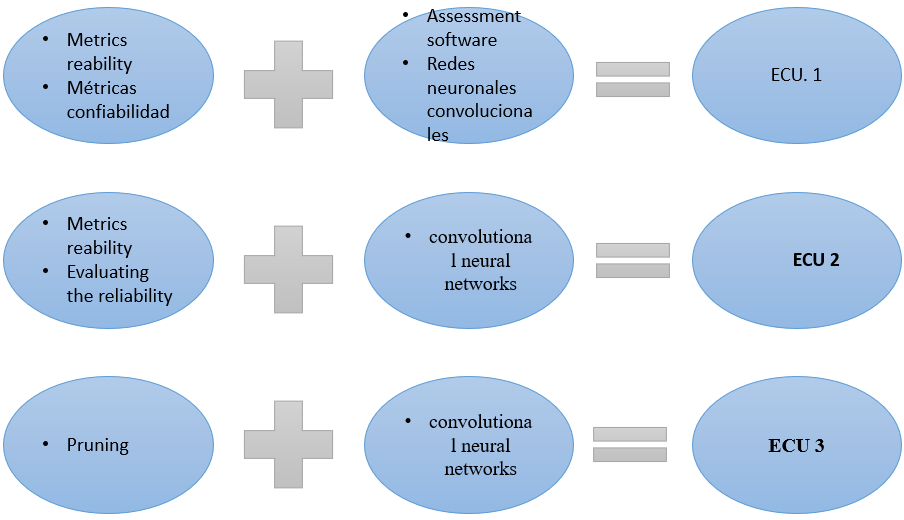 • Metrics
reability
• Métricas
confiabilidad
• Assessment
software
• Redes
neuronales
convoluciona
les
ECU. 1
• Metrics
reability
• Evaluating
the reliability
• convolutiona
l neural
networks
ECU 2
• Pruning
• convolutiona
l neural
networks
ECU 3